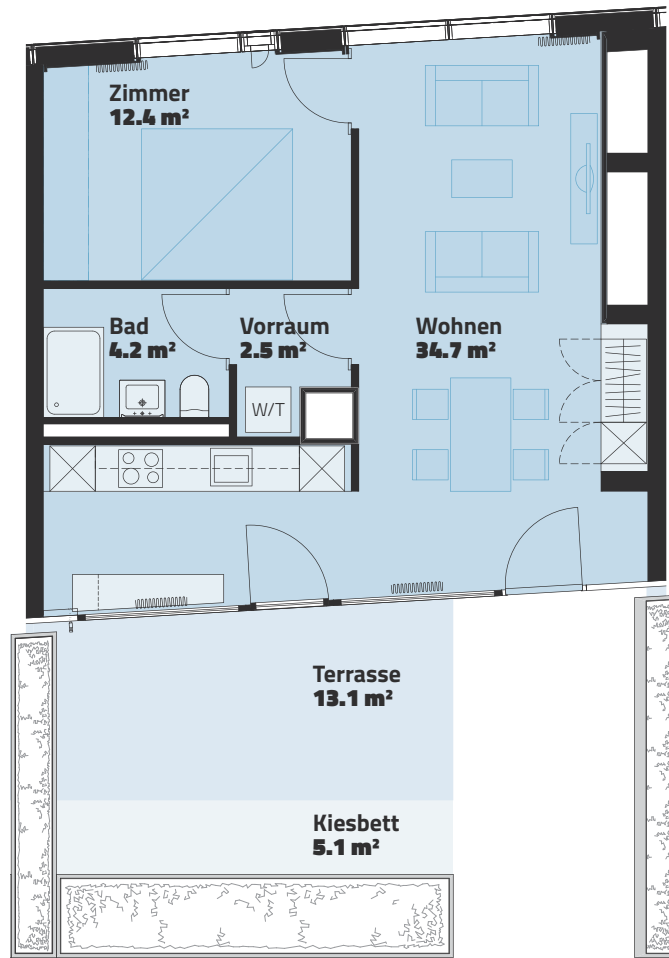 Zimmer
12.4 m²
Bad
4.2 m²
Vorraum
2.5 m²
Wohnen
34.7 m²
W/T
Terrasse
13.1 m²
Kiesbett
5.1 m²